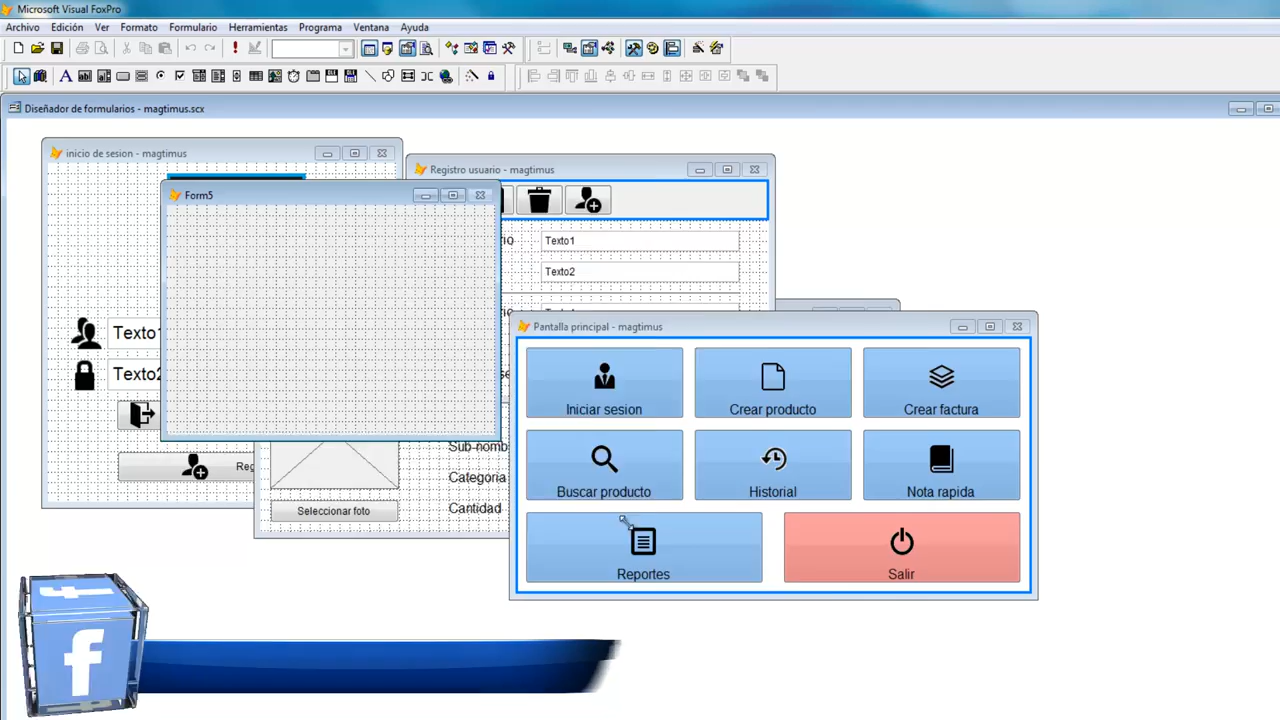 Microsoft Visual FoxPro
Archivo Edición Ver Formato Formulario Herramientas Programa Ventana Ayuda
Diseñador de formularios - magtimus.scx
inicio de sesion - magtimus
Registro usuario - magtimus
Form5
Texto1
Texto2
Pantalla principal - magtimus
Texto1
Texto2
Iniciar sesion
Crear producto
Crear factura
Sub-nomb
Categoria
Cantidad
Reg
Seleccionar foto
Buscar producto
Historial
Nota rapida
Reportes
Salir
f